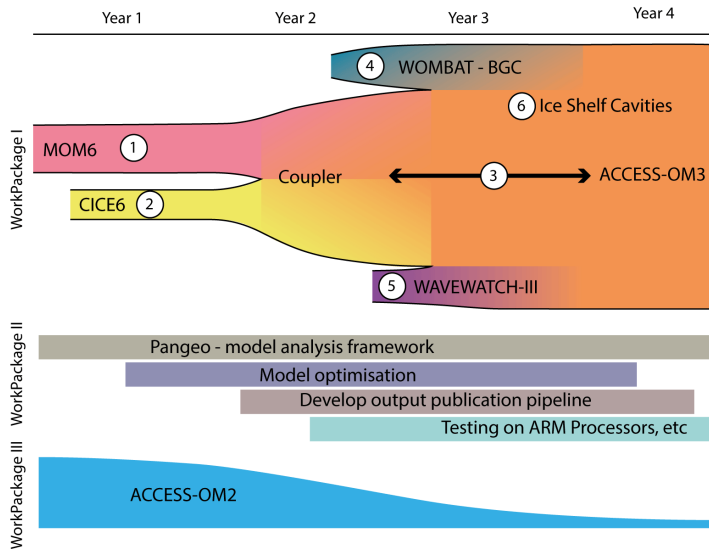 Year 1
Year 2
Year 3
Year 4
WorkPackage I
4
WOMBAT - BGC
6
Ice Shelf Cavities
MOM6
1
Coupler
3
ACCESS-OM3
CICE6
2
5
WAVEWATCH-III
WorkPackage II
Pangeo - model analysis framework
Model optimisation
Develop output publication pipeline
Testing on ARM Processors, etc
WorkPackage III
ACCESS-OM2